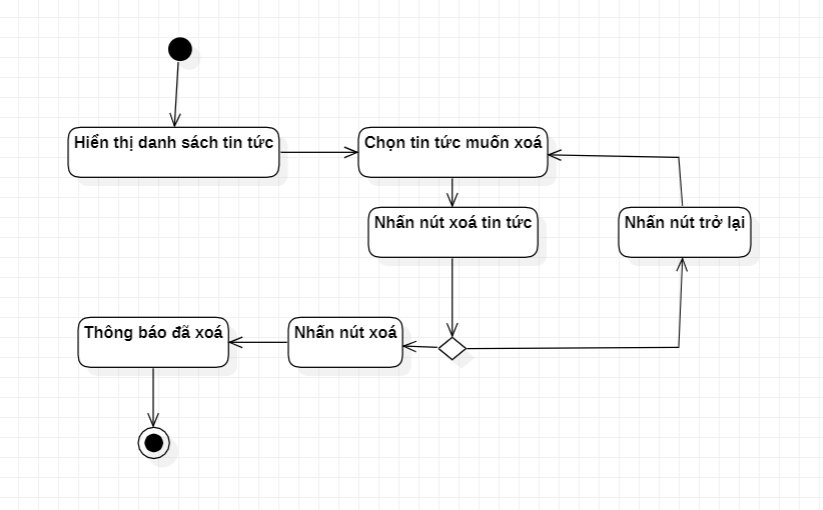 Hiển thị danh sách tin tức
Chọn tin tức muốn xoá
Nhấn nút xoá tin tức
Nhấn nút trở lại
Thông báo đã xoá
Nhấn nút xoá